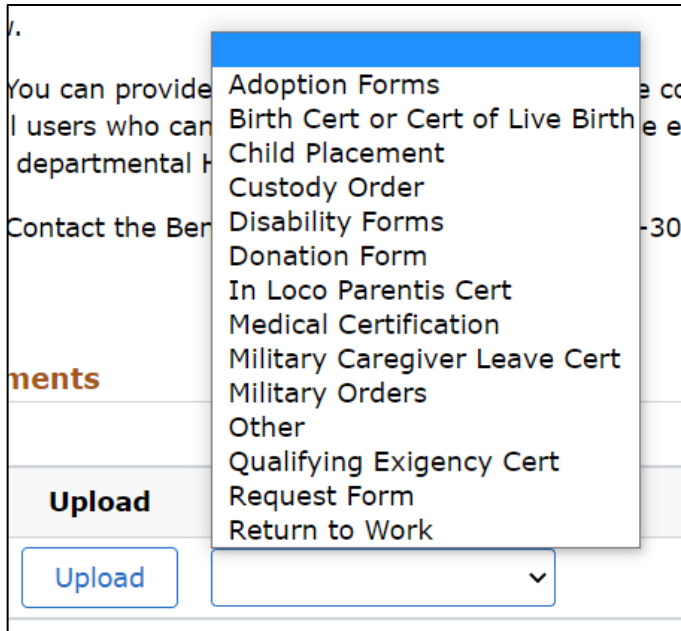 w.
You can provide
l users who can
departmental H
Contact the Ben
-30
ments
Upload
Upload
Adoption Forms
Birth Cert or Cert of Live Birth
Child Placement
Custody Order
Disability Forms
Donation Form
In Loco Parentis Cert
Medical Certification
Military Caregiver Leave Cert
Military Orders
Other
Qualifying Exigency Cert
Request Form
Return to Work